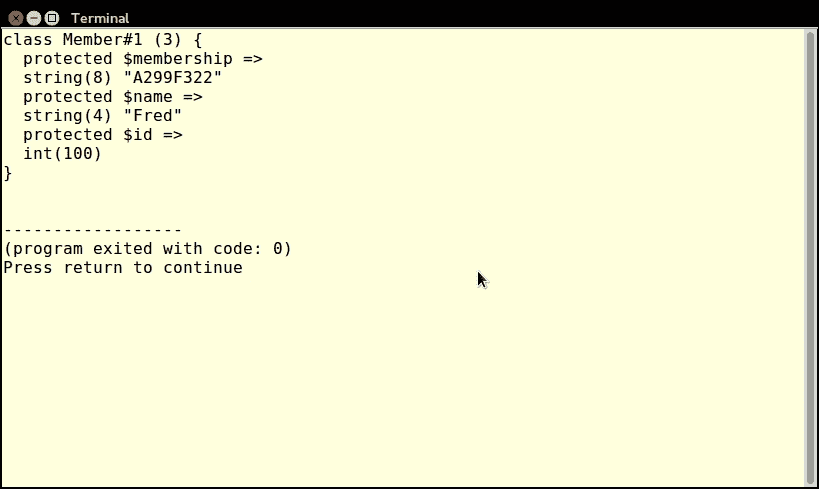 Terminal
class Member#1 (3) {
  protected $membership =>
  string(8) "A299F322"
  protected $name =>
  string(4) "Fred"
  protected $id =>
  int(100)
}
------------------
(program exited with code: 0)
Press return to continue